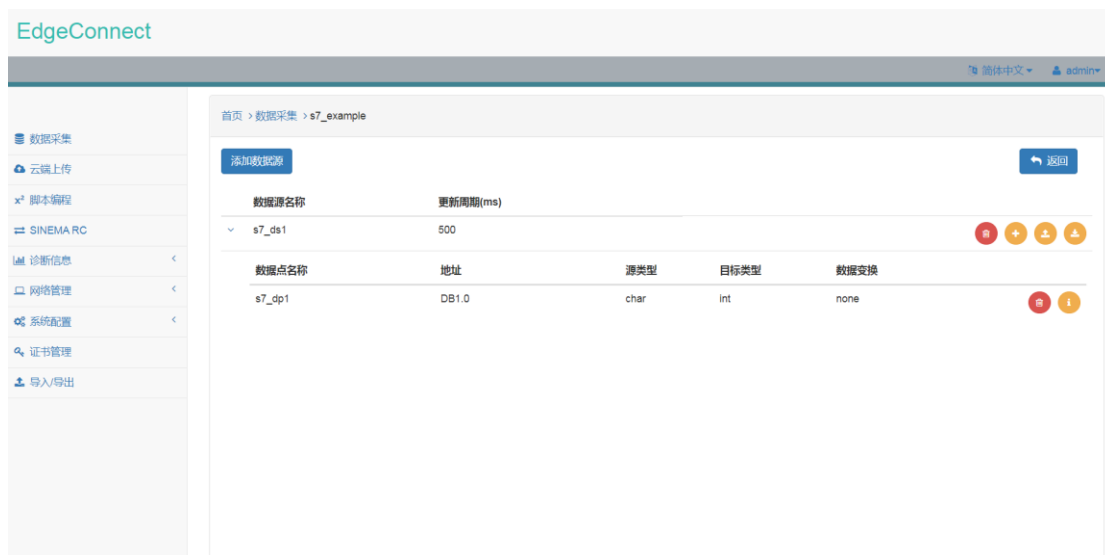 EdgeConnect
简体中文 admin
首页 > 数据采集 > s7_example
数据采集
云端上传
脚本编程
SINEMA RC
诊断信息
网络管理
系统配置
证书管理
导入/导出
添加数据源 返回
数据源名称 更新周期(ms)
s7_ds1 500
数据点名称 地址 源类型 目标类型 数据变换
s7_dp1 DB1.0 char int none